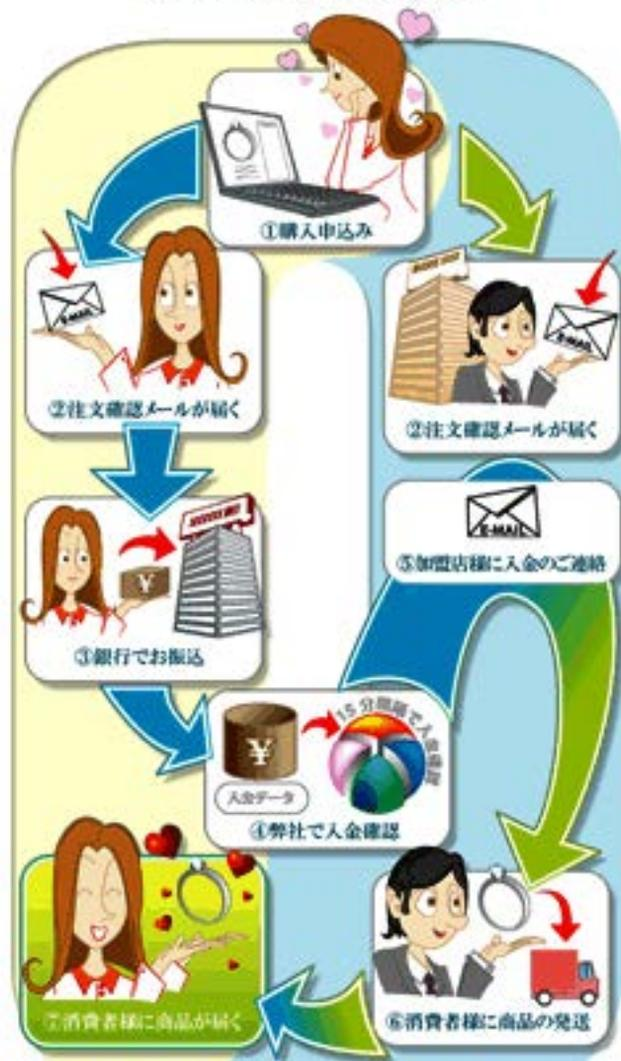 ①購入申込み
E-MAIL
②注文確認メールが届く
E-MAIL
②注文確認メールが届く
¥
③銀行でお振込
E-MAIL
⑤加盟店様に入金のご連絡
¥
入金データ
15分間隔で入金確認
④弊社で入金確認
⑥消費者様に商品の発送
⑦消費者様に商品が届く